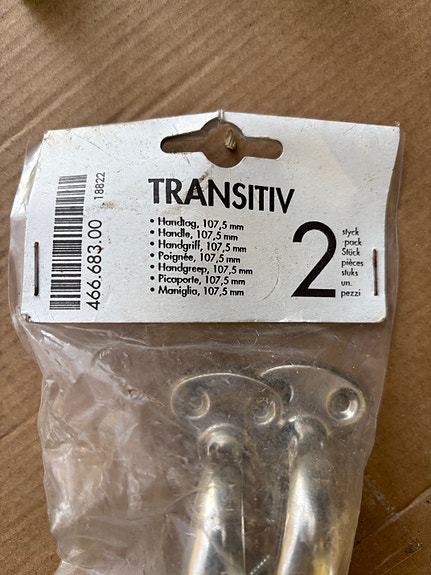 TRANSITIV
• Handtag, 107,5 mm
• Handle, 107,5 mm
• Handgriff, 107,5 mm
• Poignée, 107,5 mm
• Handgreep, 107,5 mm
• Picaporte, 107,5 mm
• Maniglia, 107,5 mm
2
styck
-pack
Stück
pièces
stuks
un.
pezzi
466.683.00
18822